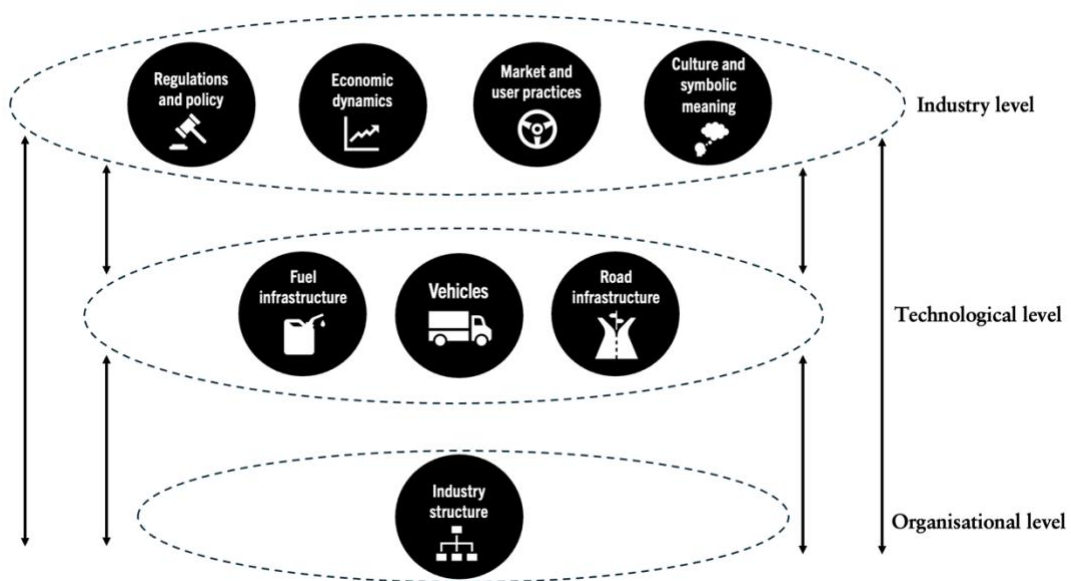 Regulations
and policy
Economic
dynamics
Market and
user practices
Culture and
symbolic
meaning
Industry level
Fuel
infrastructure
Vehicles
Road
infrastructure
Technological level
Industry
structure
Organisational level